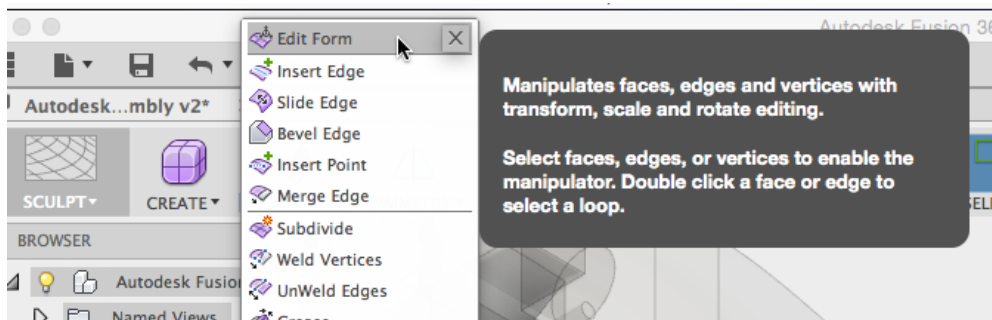 Autodesk Fusion 36
Edit Form
Insert Edge
Slide Edge
Bevel Edge
Insert Point
Merge Edge
Subdivide
Weld Vertices
UnWeld Edges
Crease
Manipulates faces, edges and vertices with
transform, scale and rotate editing.
Select faces, edges, or vertices to enable the
manipulator. Double click a face or edge to
select a loop.
Autodesk...mbly v2*
SCULPT
CREATE
SEL
BROWSER
Autodesk Fusion
Named Views